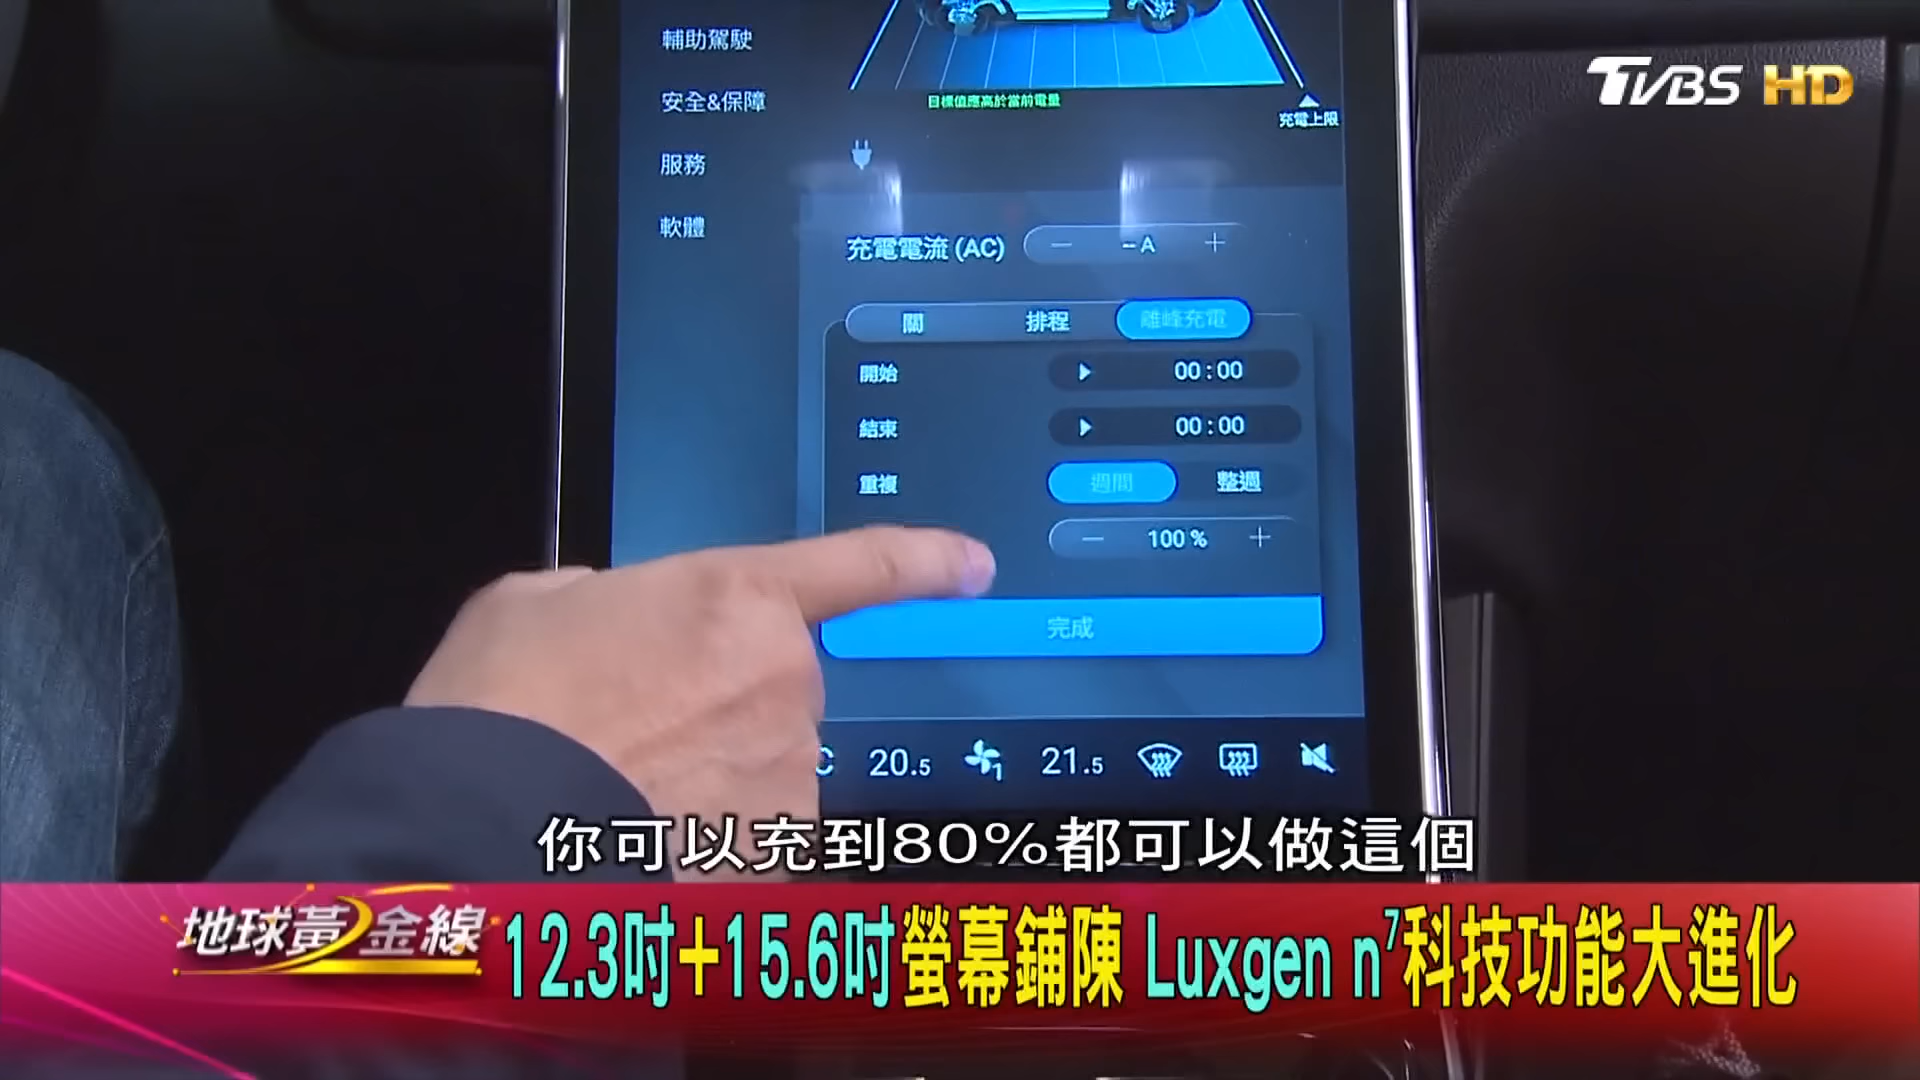 輔助駕駛
安全&保障
服務
軟體
目標值應高於當前電量
充電上限
TVBS HD
充電電流 (AC)
– A
關 排程 離峰充電
開始 00:00
結束 00:00
重複 週間 整週
100%
完成
20.5 1 21.5
你可以充到80%都可以做這個
地球黃金線
12.3吋+15.6吋螢幕鋪陳 Luxgen n⁷科技功能大進化